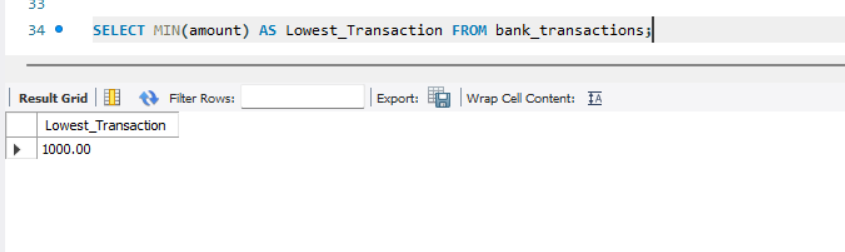 33
34 SELECT MIN(amount) AS Lowest_Transaction FROM bank_transactions;
Result Grid Filter Rows: Export: Wrap Cell Content: IA
Lowest_Transaction
1000.00